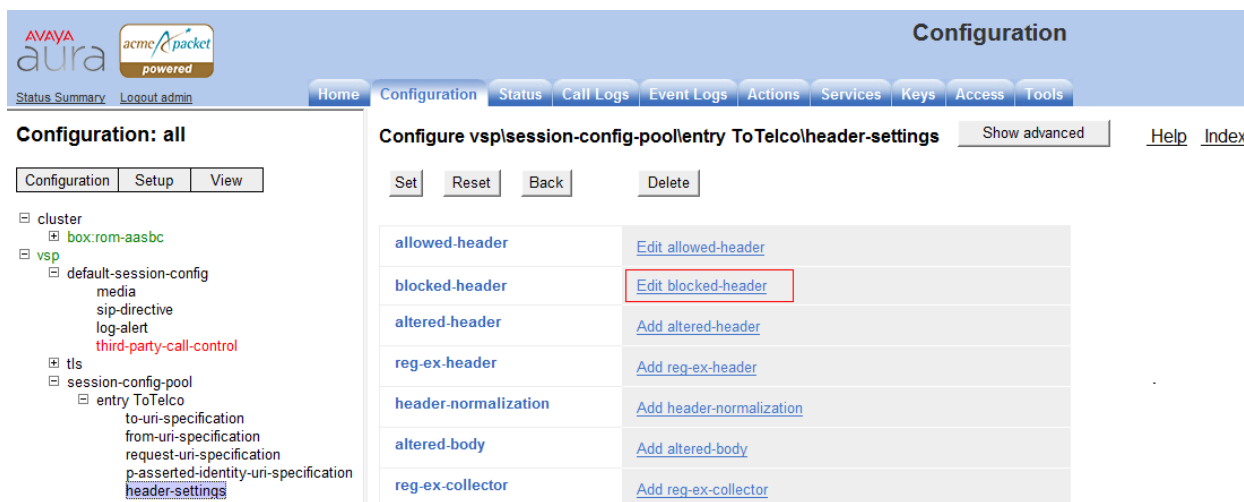 Configuration
AVAYA
aura
acme packet
powered
Status Summary Logout admin
Home Configuration Status Call Logs Event Logs Actions Services Keys Access Tools
Configuration: all
Configuration Setup View
cluster
box:rom-aasbc
vsp
default-session-config
media
sip-directive
log-alert
third-party-call-control
tls
session-config-pool
entry ToTelco
to-uri-specification
from-uri-specification
request-uri-specification
p-asserted-identity-uri-specification
header-settings
Configure vsp\session-config-pool\entry ToTelco\header-settings Show advanced Help Index
Set Reset Back Delete
allowed-header Edit allowed-header
blocked-header Edit blocked-header
altered-header Add altered-header
reg-ex-header Add reg-ex-header
header-normalization Add header-normalization
altered-body Add altered-body
reg-ex-collector Add reg-ex-collector